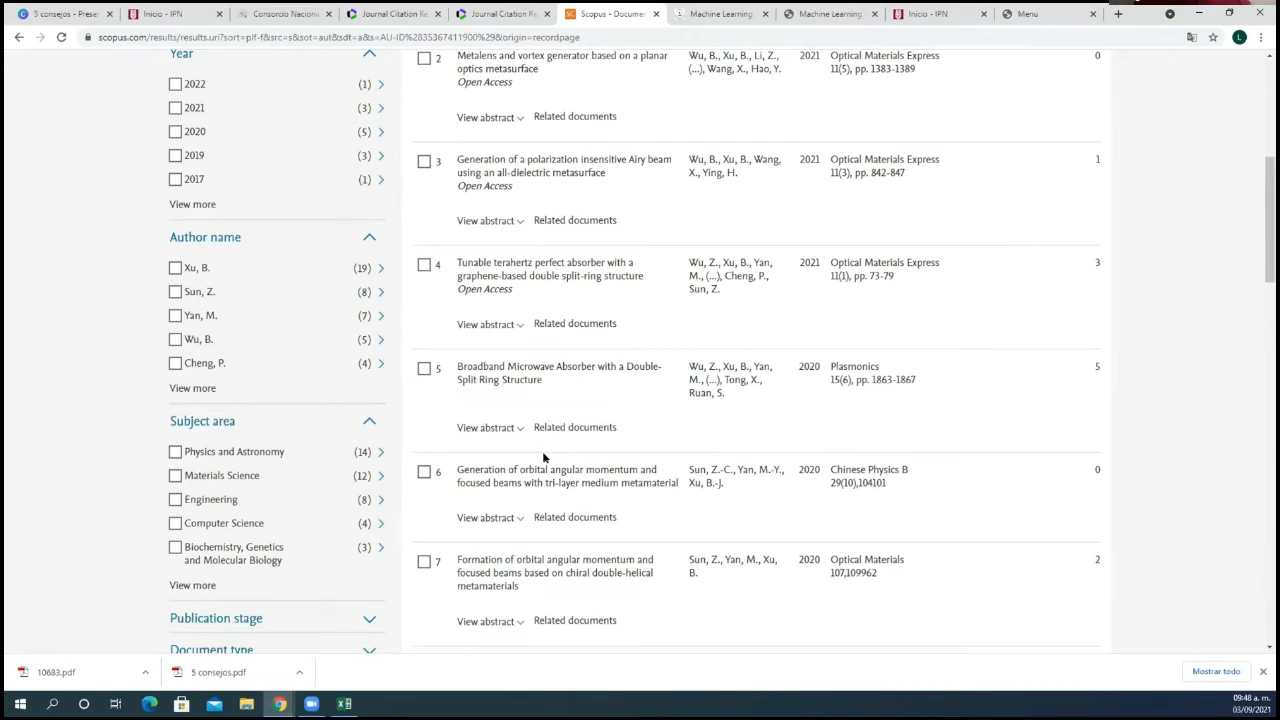 5 consejos - Prese
Inicio - IPN
Consorcio Naciona
Journal Citation Re
Journal Citation Re
Scopus - Docume
Machine Learning
Machine Learning
Inicio - IPN
Menu
scopus.com/results/results.uri?sort=plf-f&src=s&sot=aut&sdt=a&s=AU-ID%2835367411900%29&origin=recordpage
L
Year
2022 (1)
2021 (3)
2020 (5)
2019 (3)
2017 (1)
View more
Author name
Xu, B. (19)
Sun, Z. (8)
Yan, M. (7)
Wu, B. (5)
Cheng, P. (4)
View more
Subject area
Physics and Astronomy (14)
Materials Science (12)
Engineering (8)
Computer Science (4)
Biochemistry, Genetics (3)
and Molecular Biology
View more
Publication stage
Document type
2 Metalens and vortex generator based on a planar Wu, B., Xu, B., Li, Z., 2021 Optical Materials Express 0
optics metasurface (...), Wang, X., Hao, Y. 11(5), pp. 1383-1389
Open Access
View abstract Related documents
3 Generation of a polarization insensitive Airy beam Wu, B., Xu, B., Wang, 2021 Optical Materials Express 1
using an all-dielectric metasurface X., Ying, H. 11(3), pp. 842-847
Open Access
View abstract Related documents
4 Tunable terahertz perfect absorber with a Wu, Z., Xu, B., Yan, 2021 Optical Materials Express 3
graphene-based double split-ring structure M., (...), Cheng, P., 11(1), pp. 73-79
Open Access Sun, Z.
View abstract Related documents
5 Broadband Microwave Absorber with a Double- Wu, Z., Xu, B., Yan, 2020 Plasmonics 5
Split Ring Structure M., (...), Tong, X., 15(6), pp. 1863-1867
Ruan, S.
View abstract Related documents
6 Generation of orbital angular momentum and Sun, Z.-C., Yan, M.-Y., 2020 Chinese Physics B 0
focused beams with tri-layer medium metamaterial Xu, B.-J. 29(10),104101
View abstract Related documents
7 Formation of orbital angular momentum and Sun, Z., Yan, M., Xu, 2020 Optical Materials 2
focused beams based on chiral double-helical B. 107,109962
metamaterials
View abstract Related documents
10683.pdf
5 consejos.pdf
Mostrar todo
09:48 a. m.
03/09/2021